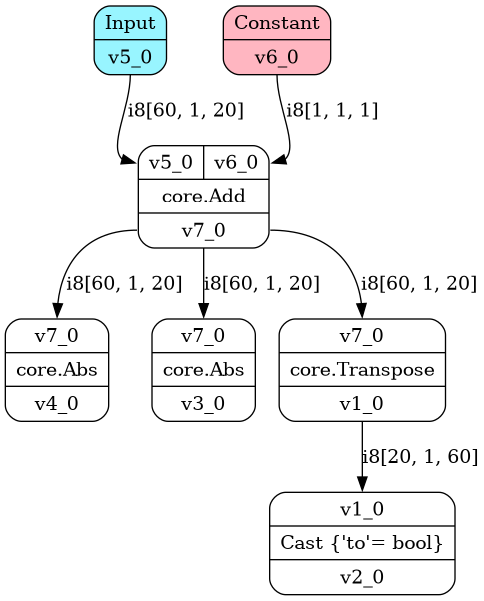 Input
v5_0
Constant
v6_0
i8[60, 1, 20]
i8[1, 1, 1]
v5_0 v6_0
core.Add
v7_0
i8[60, 1, 20]
i8[60, 1, 20]
i8[60, 1, 20]
v7_0
core.Abs
v4_0
v7_0
core.Abs
v3_0
v7_0
core.Transpose
v1_0
i8[20, 1, 60]
v1_0
Cast {'to'= bool}
v2_0